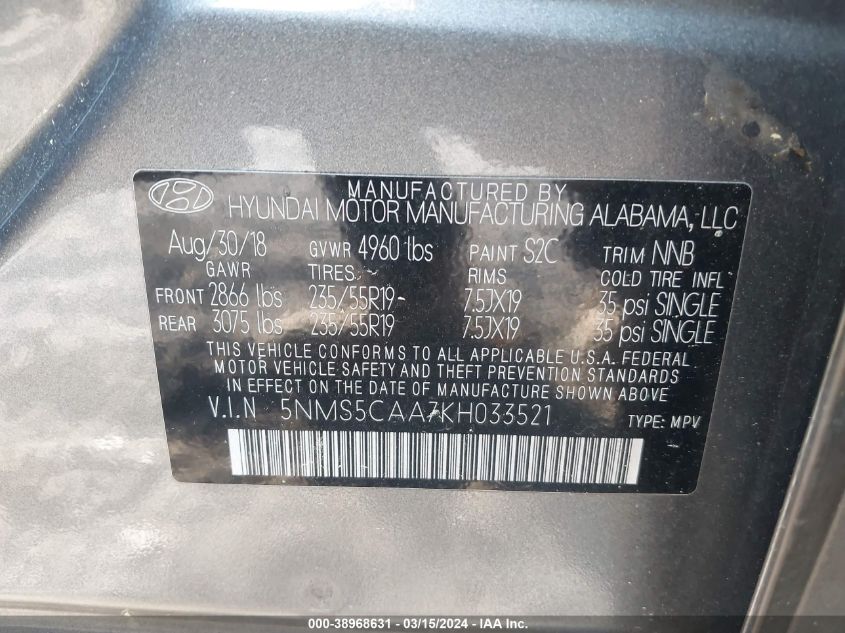 MANUFACTURED BY
HYUNDAI MOTOR MANUFACTURING ALABAMA, LLC
Aug/30/18 GVWR 4960 lbs PAINT S2C TRIM NNB
GAWR TIRES RIMS COLD TIRE INFL
FRONT 2866 lbs 235/55R19 7.5JX19 35 psi SINGLE
REAR 3075 lbs 235/55R19 7.5JX19 35 psi SINGLE
THIS VEHICLE CONFORMS TO ALL APPLICABLE U.S.A. FEDERAL
MOTOR VEHICLE SAFETY AND THEFT PREVENTION STANDARDS
IN EFFECT ON THE DATE OF MANUFACTURE SHOWN ABOVE
V.I.N 5NMS5CAA7KH033521 TYPE: MPV
000-38968631 - 03/15/2024 - IAA Inc.